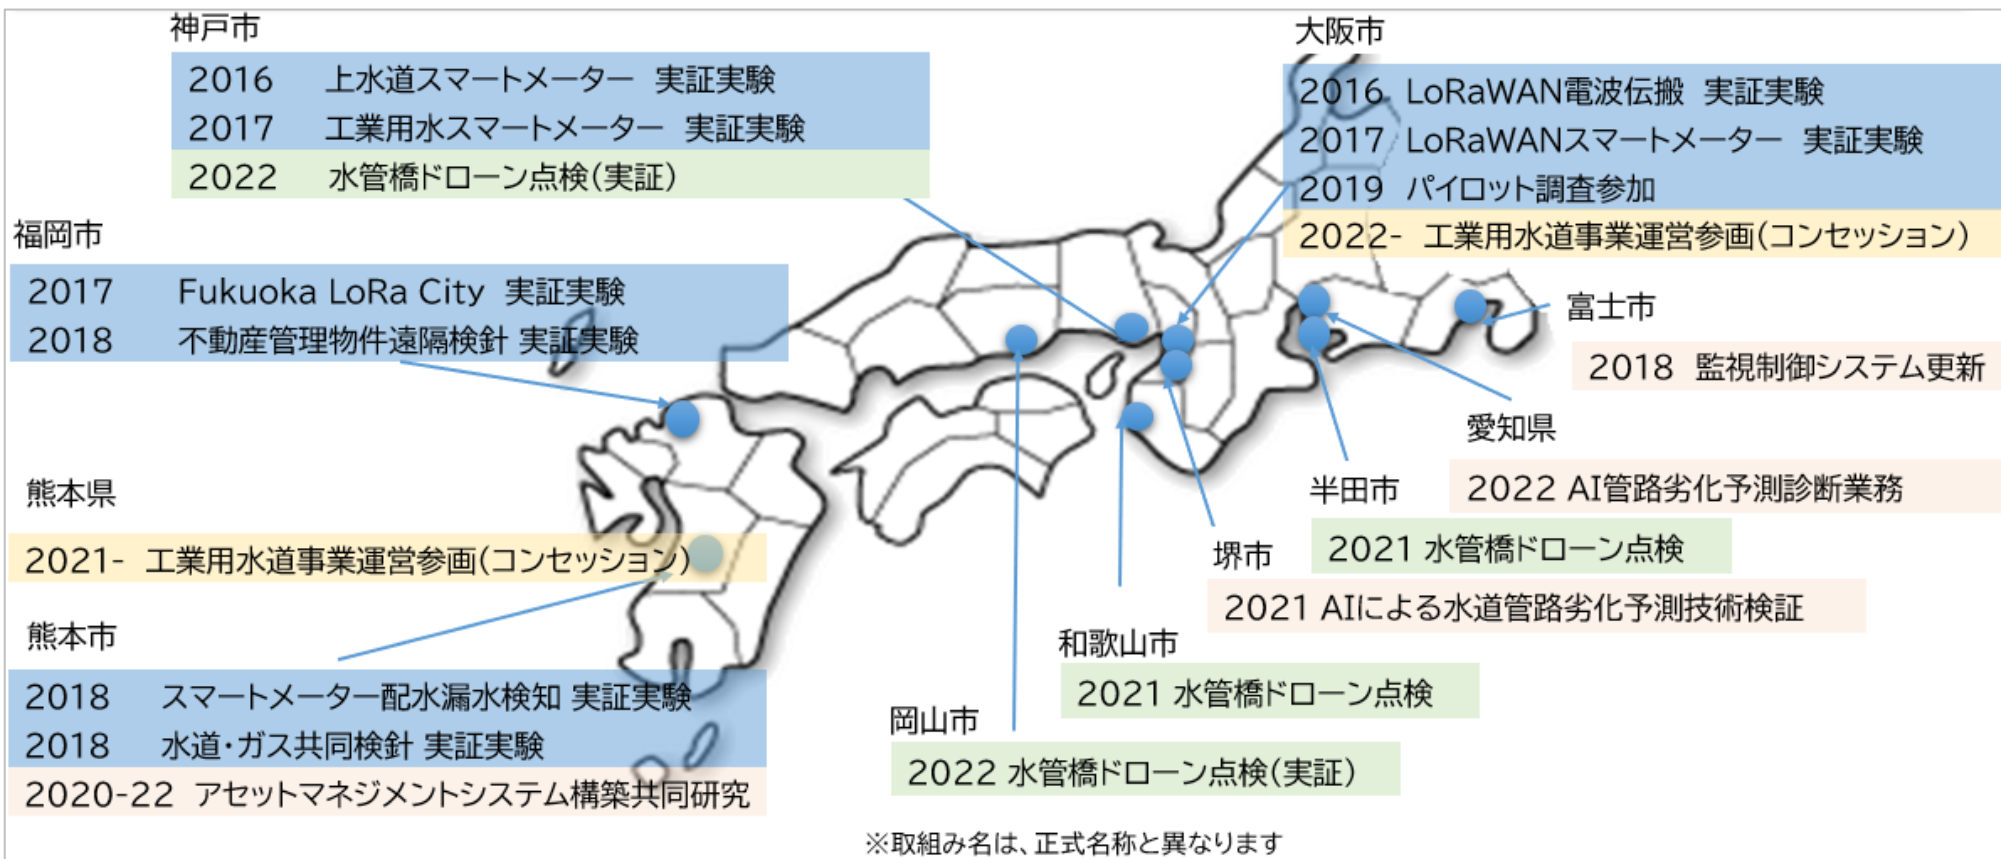 神戸市
2016 上水道スマートメーター 実証実験
2017 工業用水スマートメーター 実証実験
2022 水管橋ドローン点検(実証)
大阪市
2016 LoRaWAN電波伝搬 実証実験
2017 LoRaWANスマートメーター 実証実験
2019 パイロット調査参加
2022- 工業用水道事業運営参画(コンセッション)
福岡市
2017 Fukuoka LoRa City 実証実験
2018 不動産管理物件遠隔検針 実証実験
富士市
2018 監視制御システム更新
愛知県
2022 AI管路劣化予測診断業務
半田市
2021 水管橋ドローン点検
堺市
2021 AIによる水道管路劣化予測技術検証
和歌山市
2021 水管橋ドローン点検
岡山市
2022 水管橋ドローン点検(実証)
熊本県
2021- 工業用水道事業運営参画(コンセッション)
熊本市
2018 スマートメーター配水漏水検知 実証実験
2018 水道・ガス共同検針 実証実験
2020-22 アセットマネジメントシステム構築共同研究
※取組み名は、正式名称と異なります